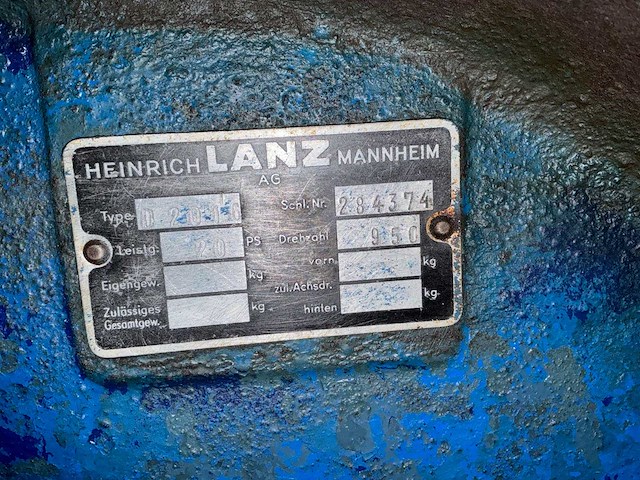 HEINRICH LANZ MANNHEIM
AG
Type D 2016 Schl. Nr. 284374
Leistg. 20 PS Drehzahl 950
Eigengew. kg vorn kg
zul. Achsdr.
Zulässiges Gesamtgew. kg hinten kg